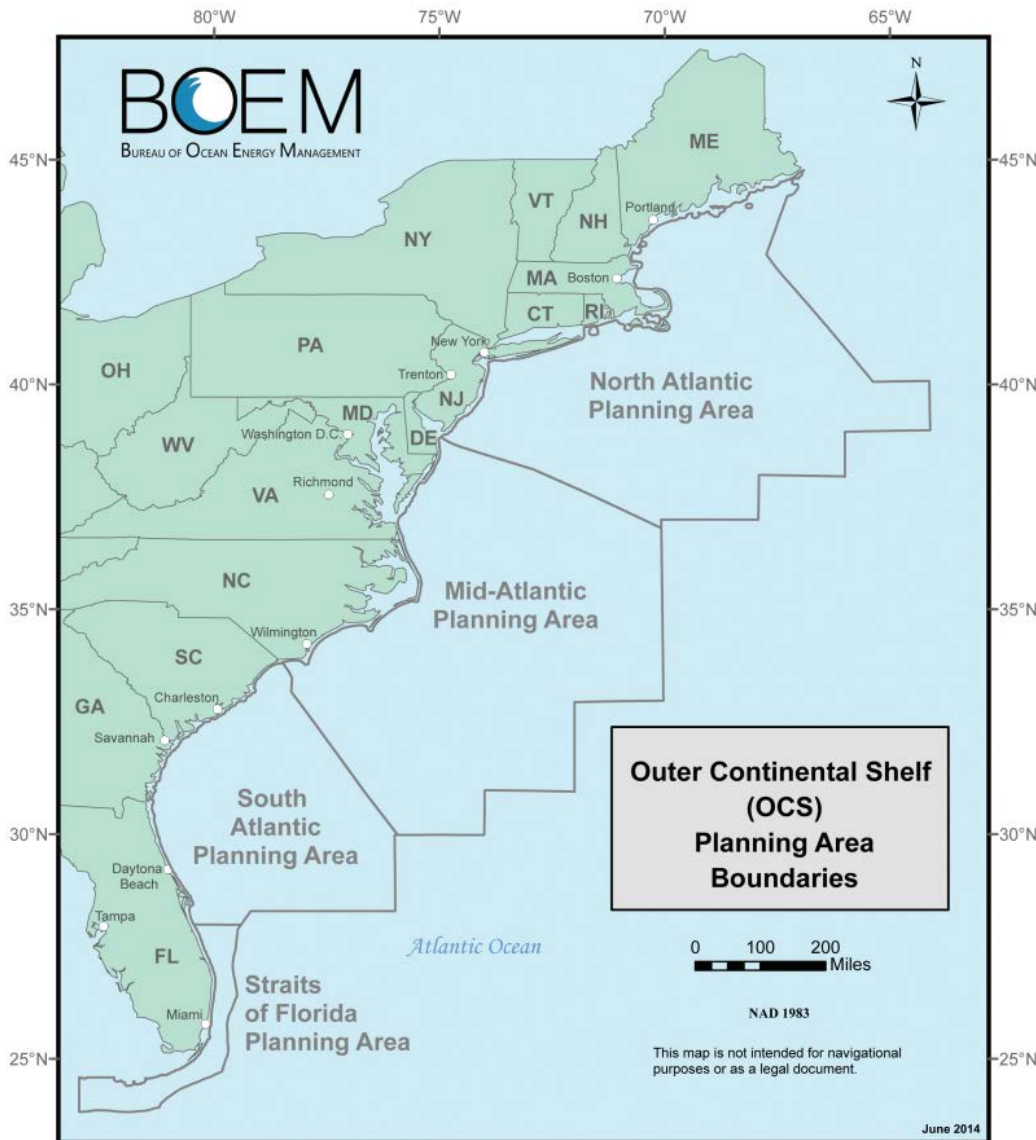 80°W
75°W
70°W
65°W
BOEM
BUREAU OF OCEAN ENERGY MANAGEMENT
N
45°N
45°N
ME
VT
NH
Portland
NY
MA
Boston
CT
RI
PA
New York
OH
Trenton
40°N
40°N
North Atlantic
Planning Area
NJ
MD
WV
Washington D.C.
DE
Richmond
VA
NC
Mid-Atlantic
Planning Area
35°N
35°N
Wilmington
SC
Charleston
GA
Savannah
Outer Continental Shelf
(OCS)
Planning Area
Boundaries
South
Atlantic
Planning Area
30°N
30°N
Daytona
Beach
Tampa
FL
Atlantic Ocean
0 100 200
Miles
Straits
of Florida
Planning Area
NAD 1983
Miami
25°N
25°N
This map is not intended for navigational
purposes or as a legal document.
June 2014